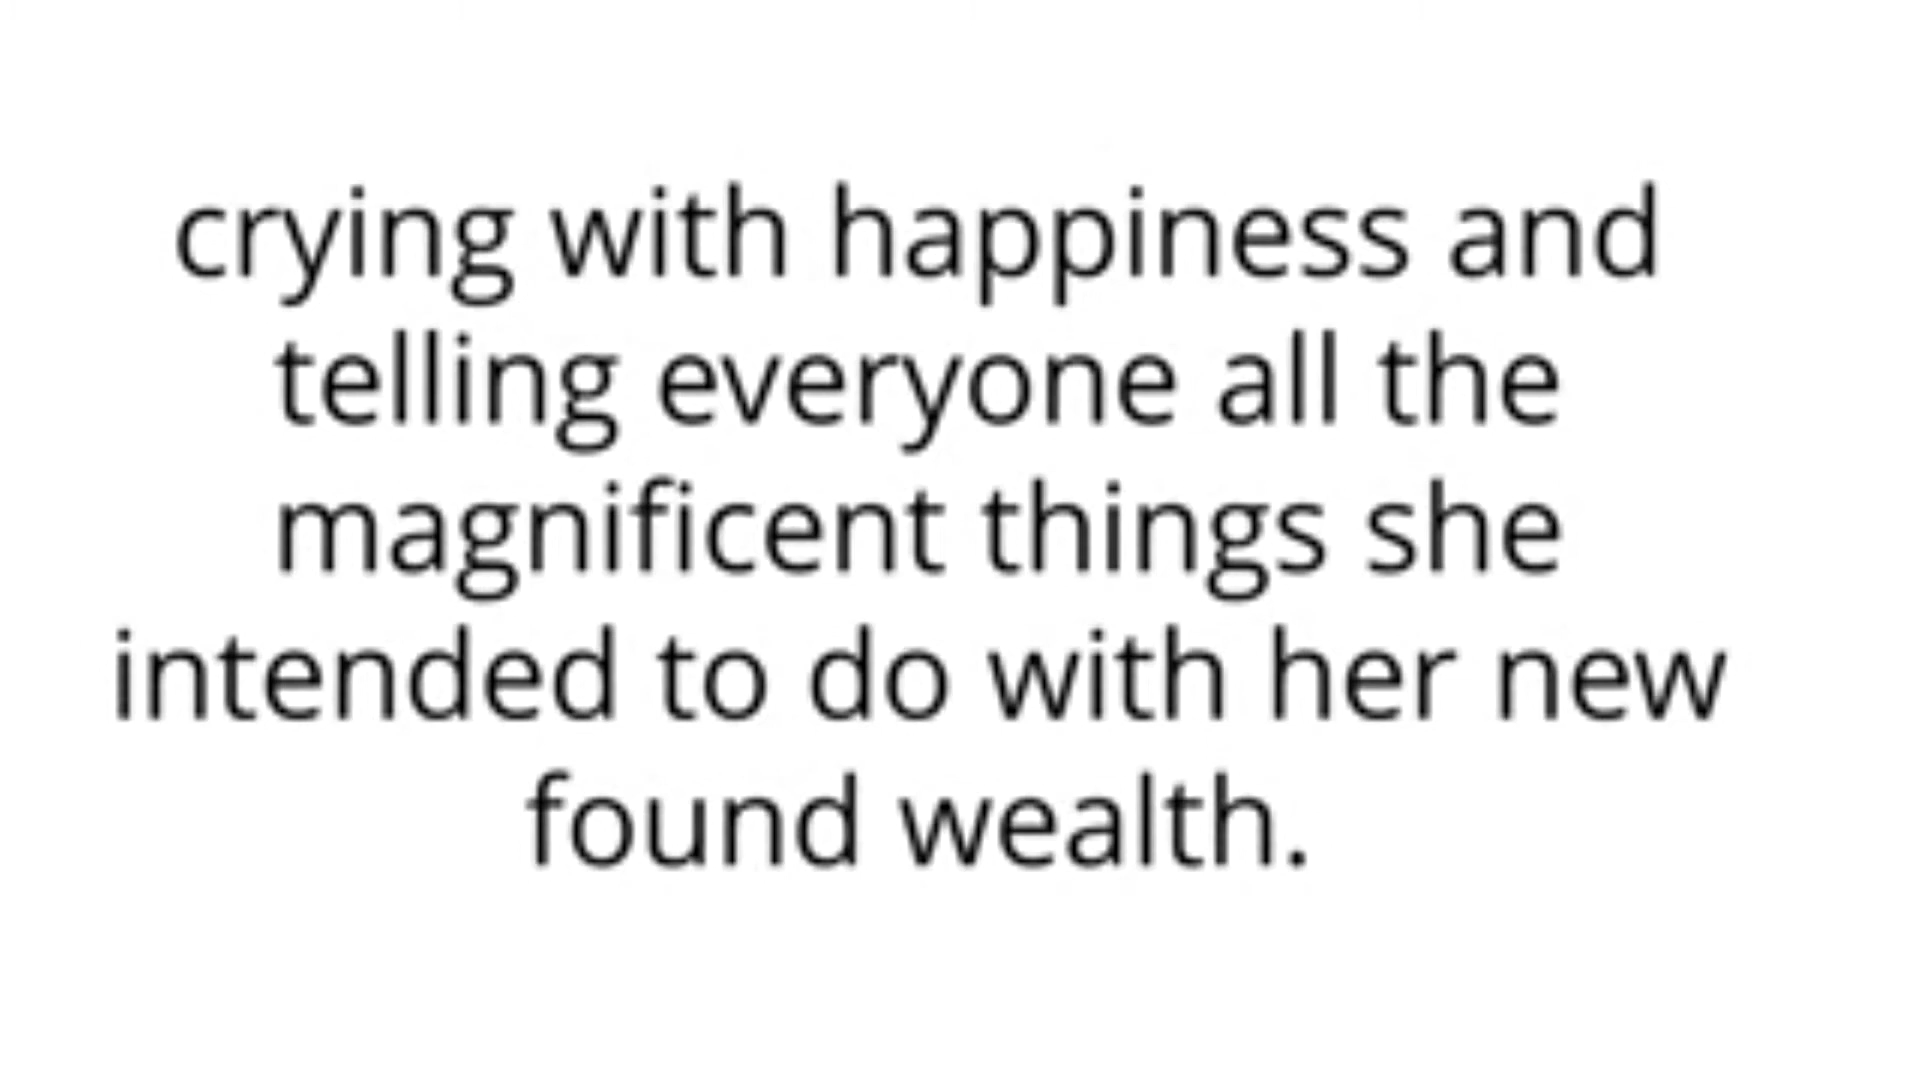 crying with happiness and
telling everyone all the
magnificent things she
intended to do with her new
found wealth.